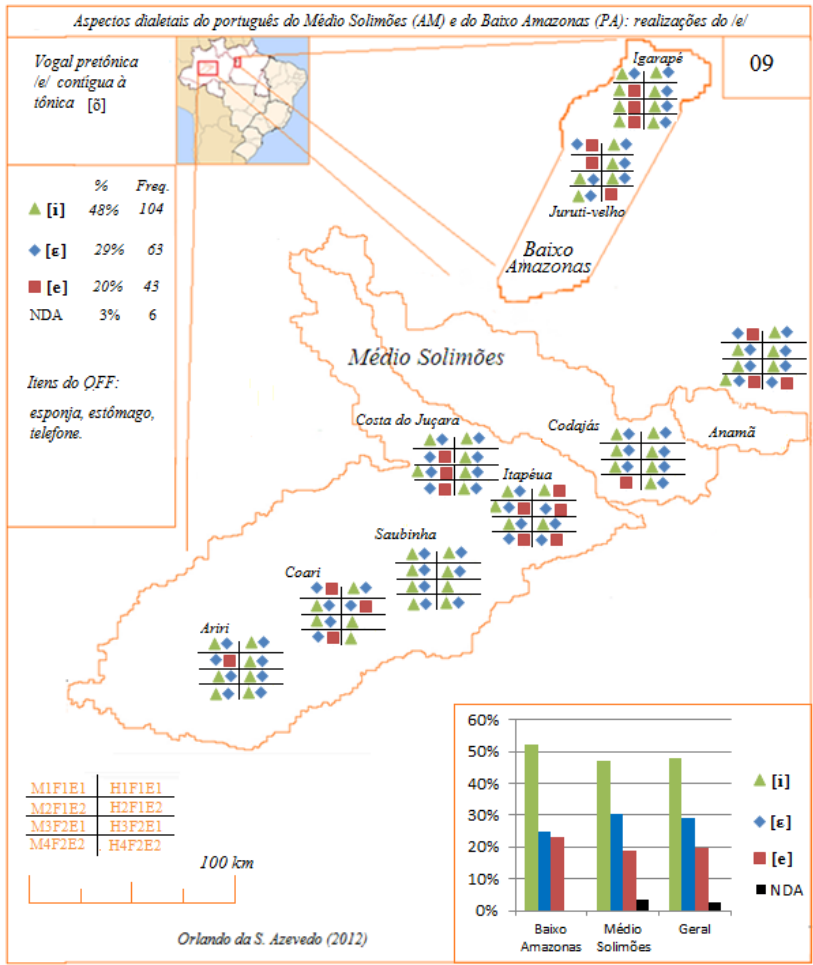 Aspectos dialetais do português do Médio Solimões (AM) e do Baixo Amazonas (PA): realizações do /e/
Vogal pretônica
/e/ contígua à
tônica [õ]
09
% Freq.
[i] 48% 104
[ɛ] 29% 63
[e] 20% 43
NDA 3% 6
Itens do QFF:
esponja, estômago,
telefone.
Igarapé
Juruti-velho
Baixo
Amazonas
Médio Solimões
Costa do Juçara
Codajás
Anamã
Itapéua
Saubinha
Coari
Ariri
M1F1E1 H1F1E1
M2F1E2 H2F1E2
M3F2E1 H3F2E1
M4F2E2 H4F2E2
100 km
Orlando da S. Azevedo (2012)
60%
50%
40%
30%
20%
10%
0%
Baixo
Amazonas
Médio
Solimões
Geral
[i]
[ɛ]
[e]
NDA